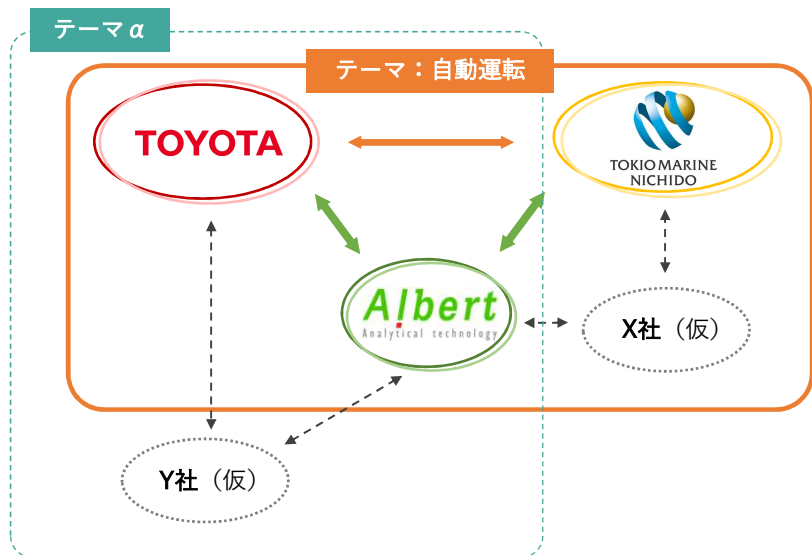 テーマα
テーマ：自動運転
TOYOTA
TOKIO MARINE
NICHIDO
Albert
Analytical technology
X社（仮）
Y社（仮）